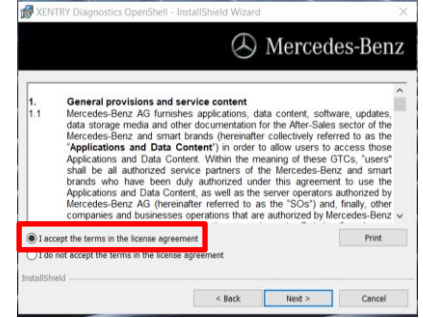 XENTRY Diagnostics OpenShell - InstallShield Wizard
Mercedes-Benz
1. General provisions and service content
1.1 Mercedes-Benz AG furnishes applications, data content, software, updates,
data storage media and other documentation for the After-Sales sector of the
Mercedes-Benz and smart brands (hereinafter collectively referred to as the
"Applications and Data Content") in order to allow users to access those
Applications and Data Content. Within the meaning of these GTCs, "users"
shall be all authorized service partners of the Mercedes-Benz and smart
brands who have been duly authorized under this agreement to use the
Applications and Data Content, as well as the server operators authorized by
Mercedes-Benz AG (hereinafter referred to as the "SOs") and, finally, other
companies and businesses operations that are authorized by Mercedes-Benz
I accept the terms in the license agreement
Print
I do not accept the terms in the license agreement
InstallShield
< Back
Next >
Cancel